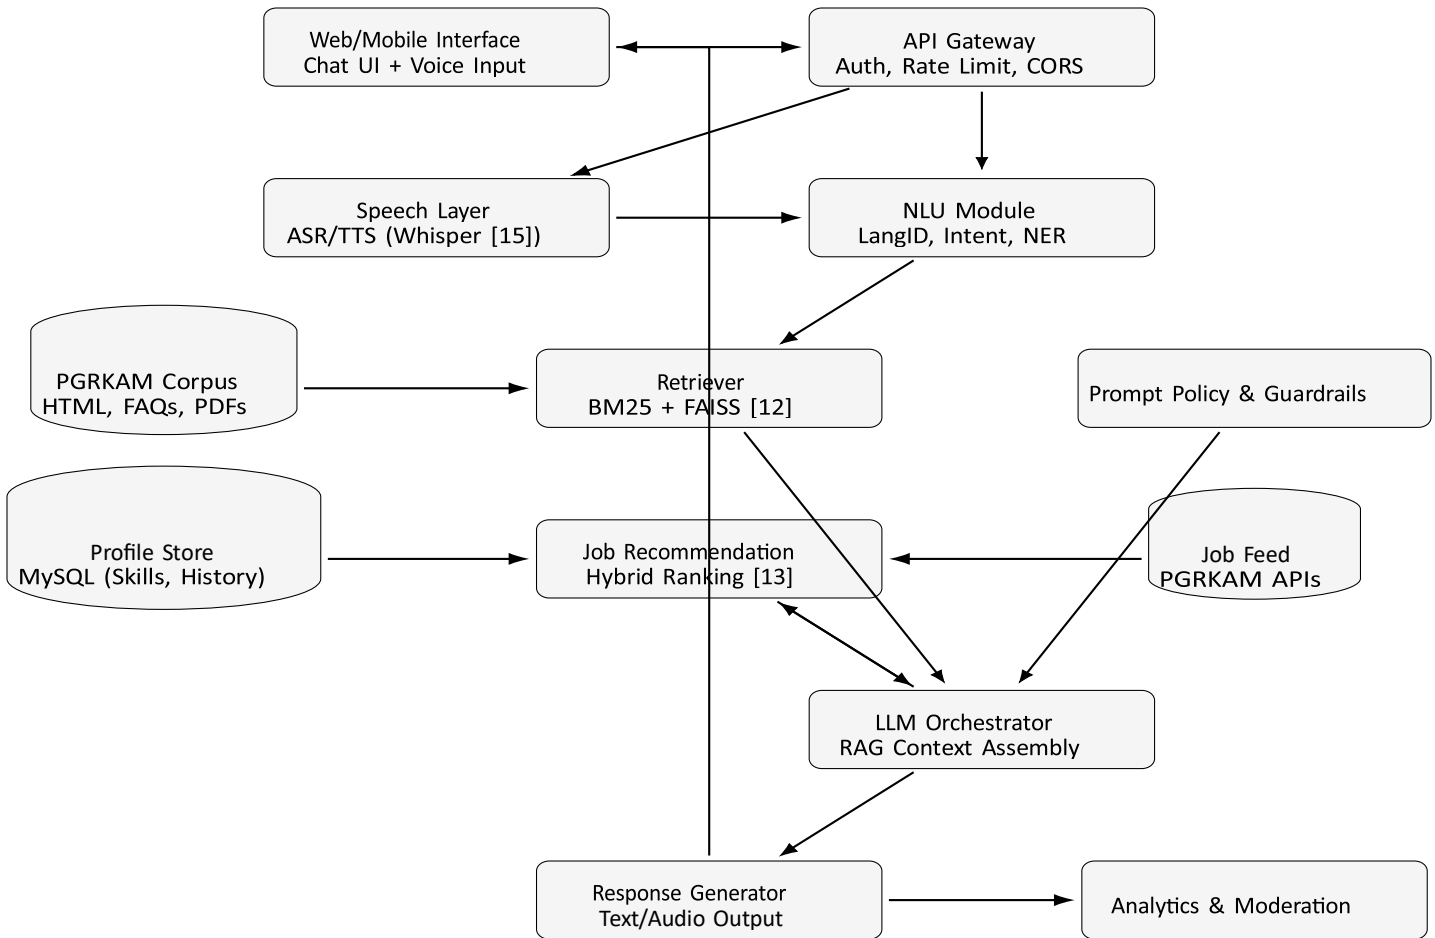 Web/Mobile Interface
Chat UI + Voice Input
API Gateway
Auth, Rate Limit, CORS
Speech Layer
ASR/TTS (Whisper [15])
NLU Module
LangID, Intent, NER
PGRKAM Corpus
HTML, FAQs, PDFs
Retriever
BM25 + FAISS [12]
Prompt Policy & Guardrails
Profile Store
MySQL (Skills, History)
Job Recommendation
Hybrid Ranking [13]
Job Feed
PGRKAM APIs
LLM Orchestrator
RAG Context Assembly
Response Generator
Text/Audio Output
Analytics & Moderation